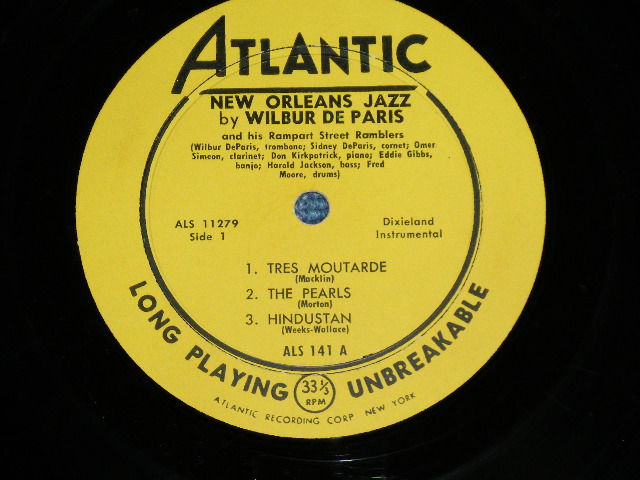 ATLANTIC
NEW ORLEANS JAZZ
by WILBUR DE PARIS
and his Rampart Street Ramblers
(Wilbur DeParis, trombone; Sidney DeParis, cornet; Omer
Simeon, clarinet; Don Kirkpatrick, piano; Eddie Gibbs,
banjo; Harold Jackson, bass; Fred
Moore, drums)
ALS 11279
Side 1
Dixieland
Instrumental
1. TRES MOUTARDE
(Macklin)
2. THE PEARLS
(Morton)
3. HINDUSTAN
(Weeks-Wallace)
ALS 141 A
LONG PLAYING 33 1/3 RPM UNBREAKABLE
ATLANTIC RECORDING CORP NEW YORK